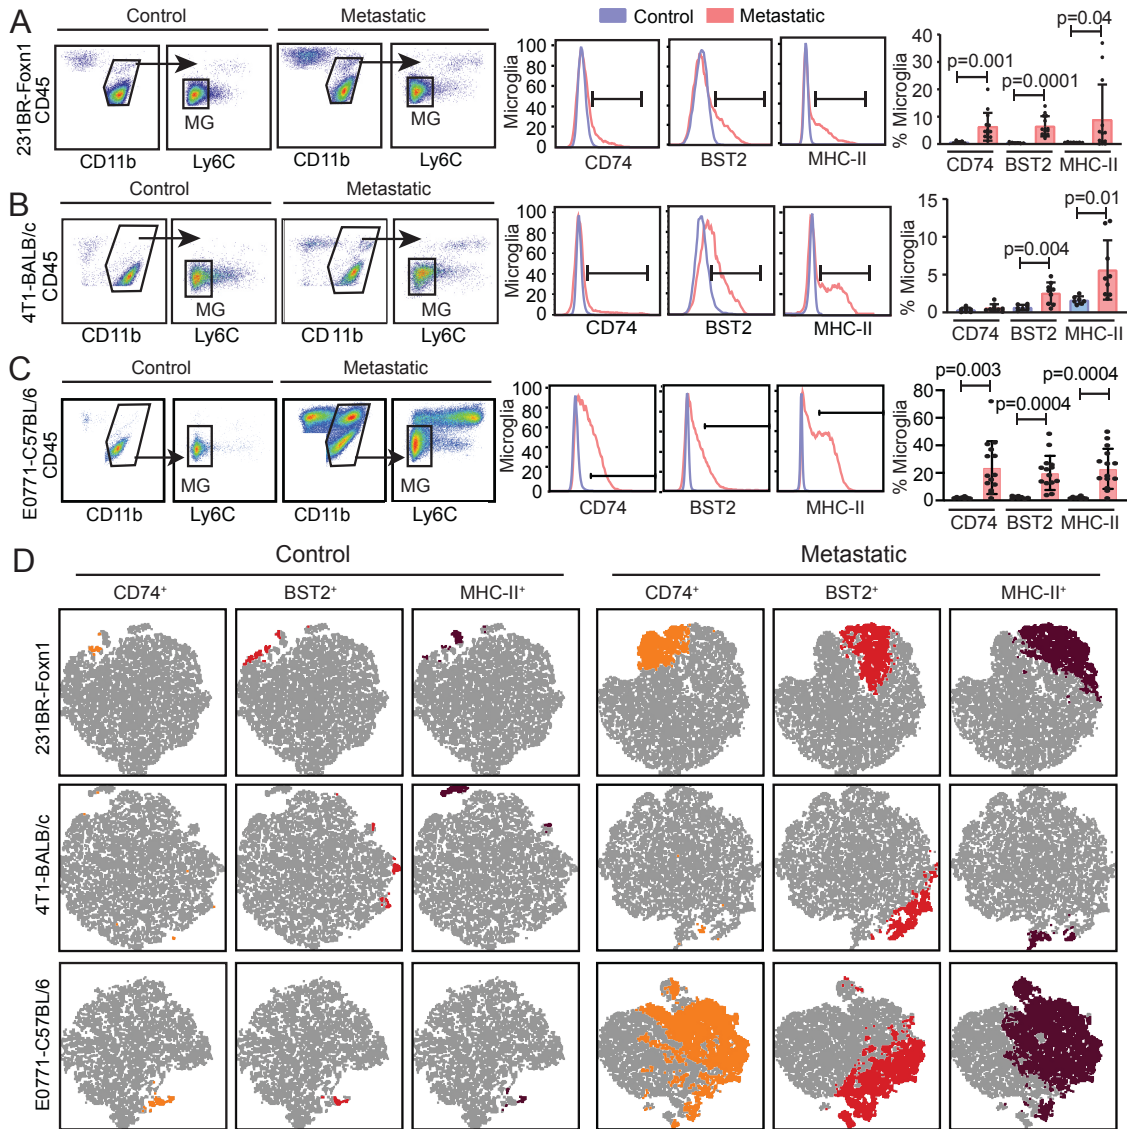 A
Control
Metastatic
Control
Metastatic
231BR-Foxn1
CD45
MG
MG
CD11b
Ly6C
CD11b
Ly6C
Microglia
100
80
60
40
20
0
CD74
BST2
MHC-II
% Microglia
40
30
20
10
0
p=0.001
p=0.0001
p=0.04
CD74
BST2
MHC-II
B
Control
Metastatic
4T1-BALB/c
CD45
MG
MG
CD11b
Ly6C
CD11b
Ly6C
Microglia
100
80
60
40
20
0
CD74
BST2
MHC-II
% Microglia
15
10
5
0
p=0.004
p=0.01
CD74
BST2
MHC-II
C
Control
Metastatic
E0771-C57BL/6
CD45
MG
MG
CD11b
Ly6C
CD11b
Ly6C
Microglia
100
80
60
40
20
0
CD74
BST2
MHC-II
% Microglia
80
60
40
20
0
p=0.003
p=0.0004
p=0.0004
CD74
BST2
MHC-II
D
Control
Metastatic
CD74⁺
BST2⁺
MHC-II⁺
CD74⁺
BST2⁺
MHC-II⁺
231BR-Foxn1
4T1-BALB/c
E0771-C57BL/6